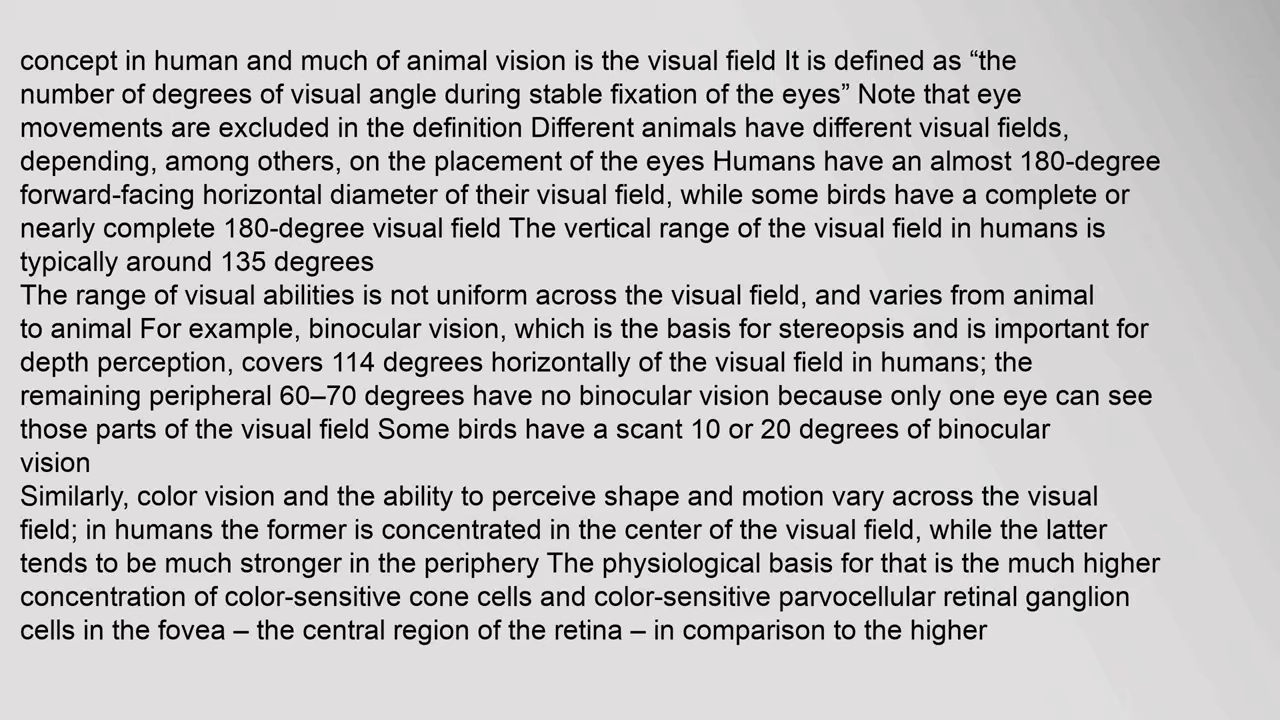 concept in human and much of animal vision is the visual field It is defined as “the
number of degrees of visual angle during stable fixation of the eyes” Note that eye
movements are excluded in the definition Different animals have different visual fields,
depending, among others, on the placement of the eyes Humans have an almost 180-degree
forward-facing horizontal diameter of their visual field, while some birds have a complete or
nearly complete 180-degree visual field The vertical range of the visual field in humans is
typically around 135 degrees
The range of visual abilities is not uniform across the visual field, and varies from animal
to animal For example, binocular vision, which is the basis for stereopsis and is important for
depth perception, covers 114 degrees horizontally of the visual field in humans; the
remaining peripheral 60–70 degrees have no binocular vision because only one eye can see
those parts of the visual field Some birds have a scant 10 or 20 degrees of binocular
vision
Similarly, color vision and the ability to perceive shape and motion vary across the visual
field; in humans the former is concentrated in the center of the visual field, while the latter
tends to be much stronger in the periphery The physiological basis for that is the much higher
concentration of color-sensitive cone cells and color-sensitive parvocellular retinal ganglion
cells in the fovea – the central region of the retina – in comparison to the higher